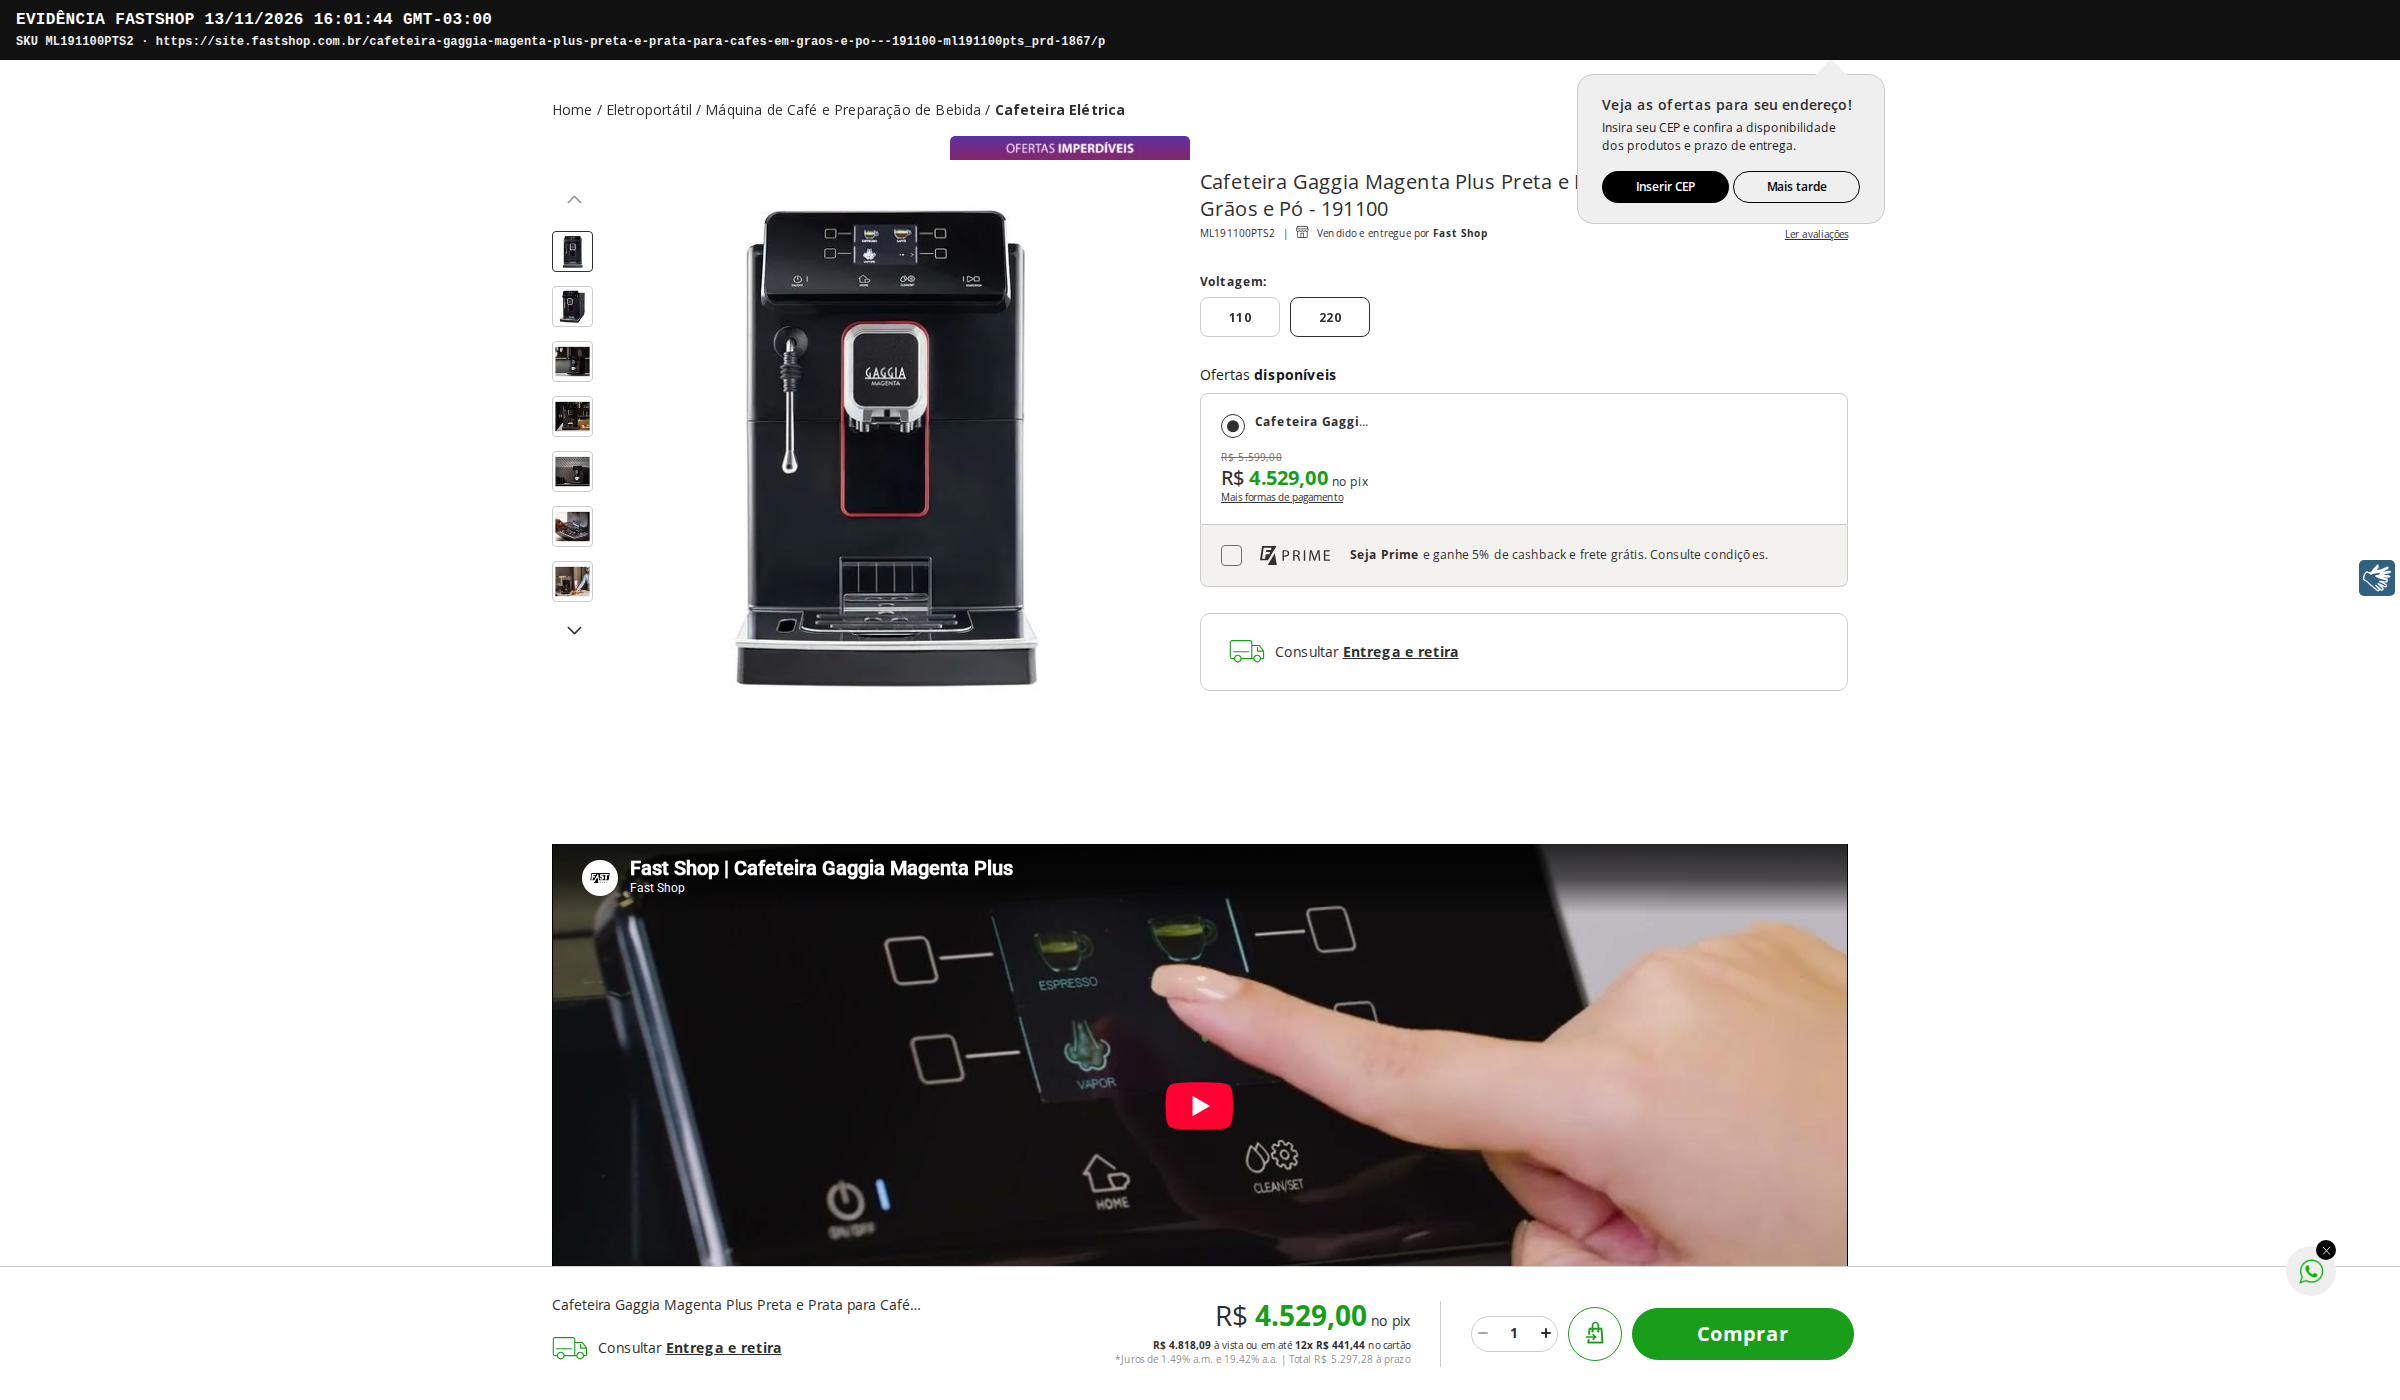 EVIDÊNCIA FASTSHOP 13/11/2026 16:01:44 GMT-03:00
SKU ML191100PTS2 · https://site.fastshop.com.br/cafeteira-gaggia-magenta-plus-preta-e-prata-para-cafes-em-graos-e-po---191100-ml191100pts_prd-1867/p
Home / Eletroportátil / Máquina de Café e Preparação de Bebida / Cafeteira Elétrica
Veja as ofertas para seu endereço!
Insira seu CEP e confira a disponibilidade
dos produtos e prazo de entrega.
Inserir CEP
Mais tarde
OFERTAS IMPERDÍVEIS
Cafeteira Gaggia Magenta Plus Preta e
Grãos e Pó - 191100
ML191100PTS2 | Vendido e entregue por Fast Shop
Ler avaliações
GAGGIA
MAGENTA
Voltagem:
110
220
Ofertas disponíveis
Cafeteira Gaggi...
R$ 5.599,00
R$ 4.529,00 no pix
Mais formas de pagamento
PRIME
Seja Prime e ganhe 5% de cashback e frete grátis. Consulte condições.
Consultar Entrega e retira
Fast Shop | Cafeteira Gaggia Magenta Plus
Fast Shop
ESPRESSO
VAPOR
ON/OFF
HOME
CLEAN/SET
Cafeteira Gaggia Magenta Plus Preta e Prata para Café...
Consultar Entrega e retira
R$ 4.529,00 no pix
R$ 4.818,09 à vista ou em até 12x R$ 441,44 no cartão
*Juros de 1.49% a.m. e 19.42% a.a. | Total R$ 5.297,28 à prazo
1
Comprar